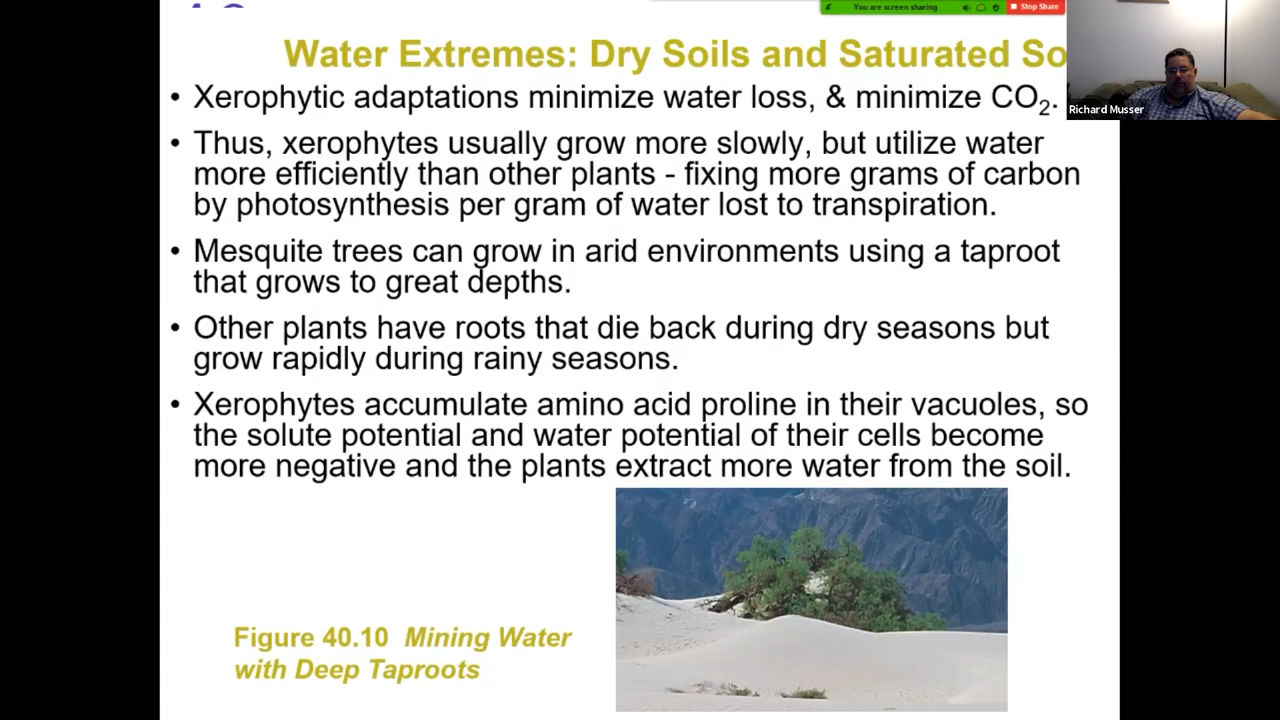 You are screen sharing
Stop Share
Water Extremes: Dry Soils and Saturated So
Richard Musser
• Xerophytic adaptations minimize water loss, & minimize CO2.
• Thus, xerophytes usually grow more slowly, but utilize water
more efficiently than other plants - fixing more grams of carbon
by photosynthesis per gram of water lost to transpiration.
• Mesquite trees can grow in arid environments using a taproot
that grows to great depths.
• Other plants have roots that die back during dry seasons but
grow rapidly during rainy seasons.
• Xerophytes accumulate amino acid proline in their vacuoles, so
the solute potential and water potential of their cells become
more negative and the plants extract more water from the soil.
Figure 40.10 Mining Water
with Deep Taproots